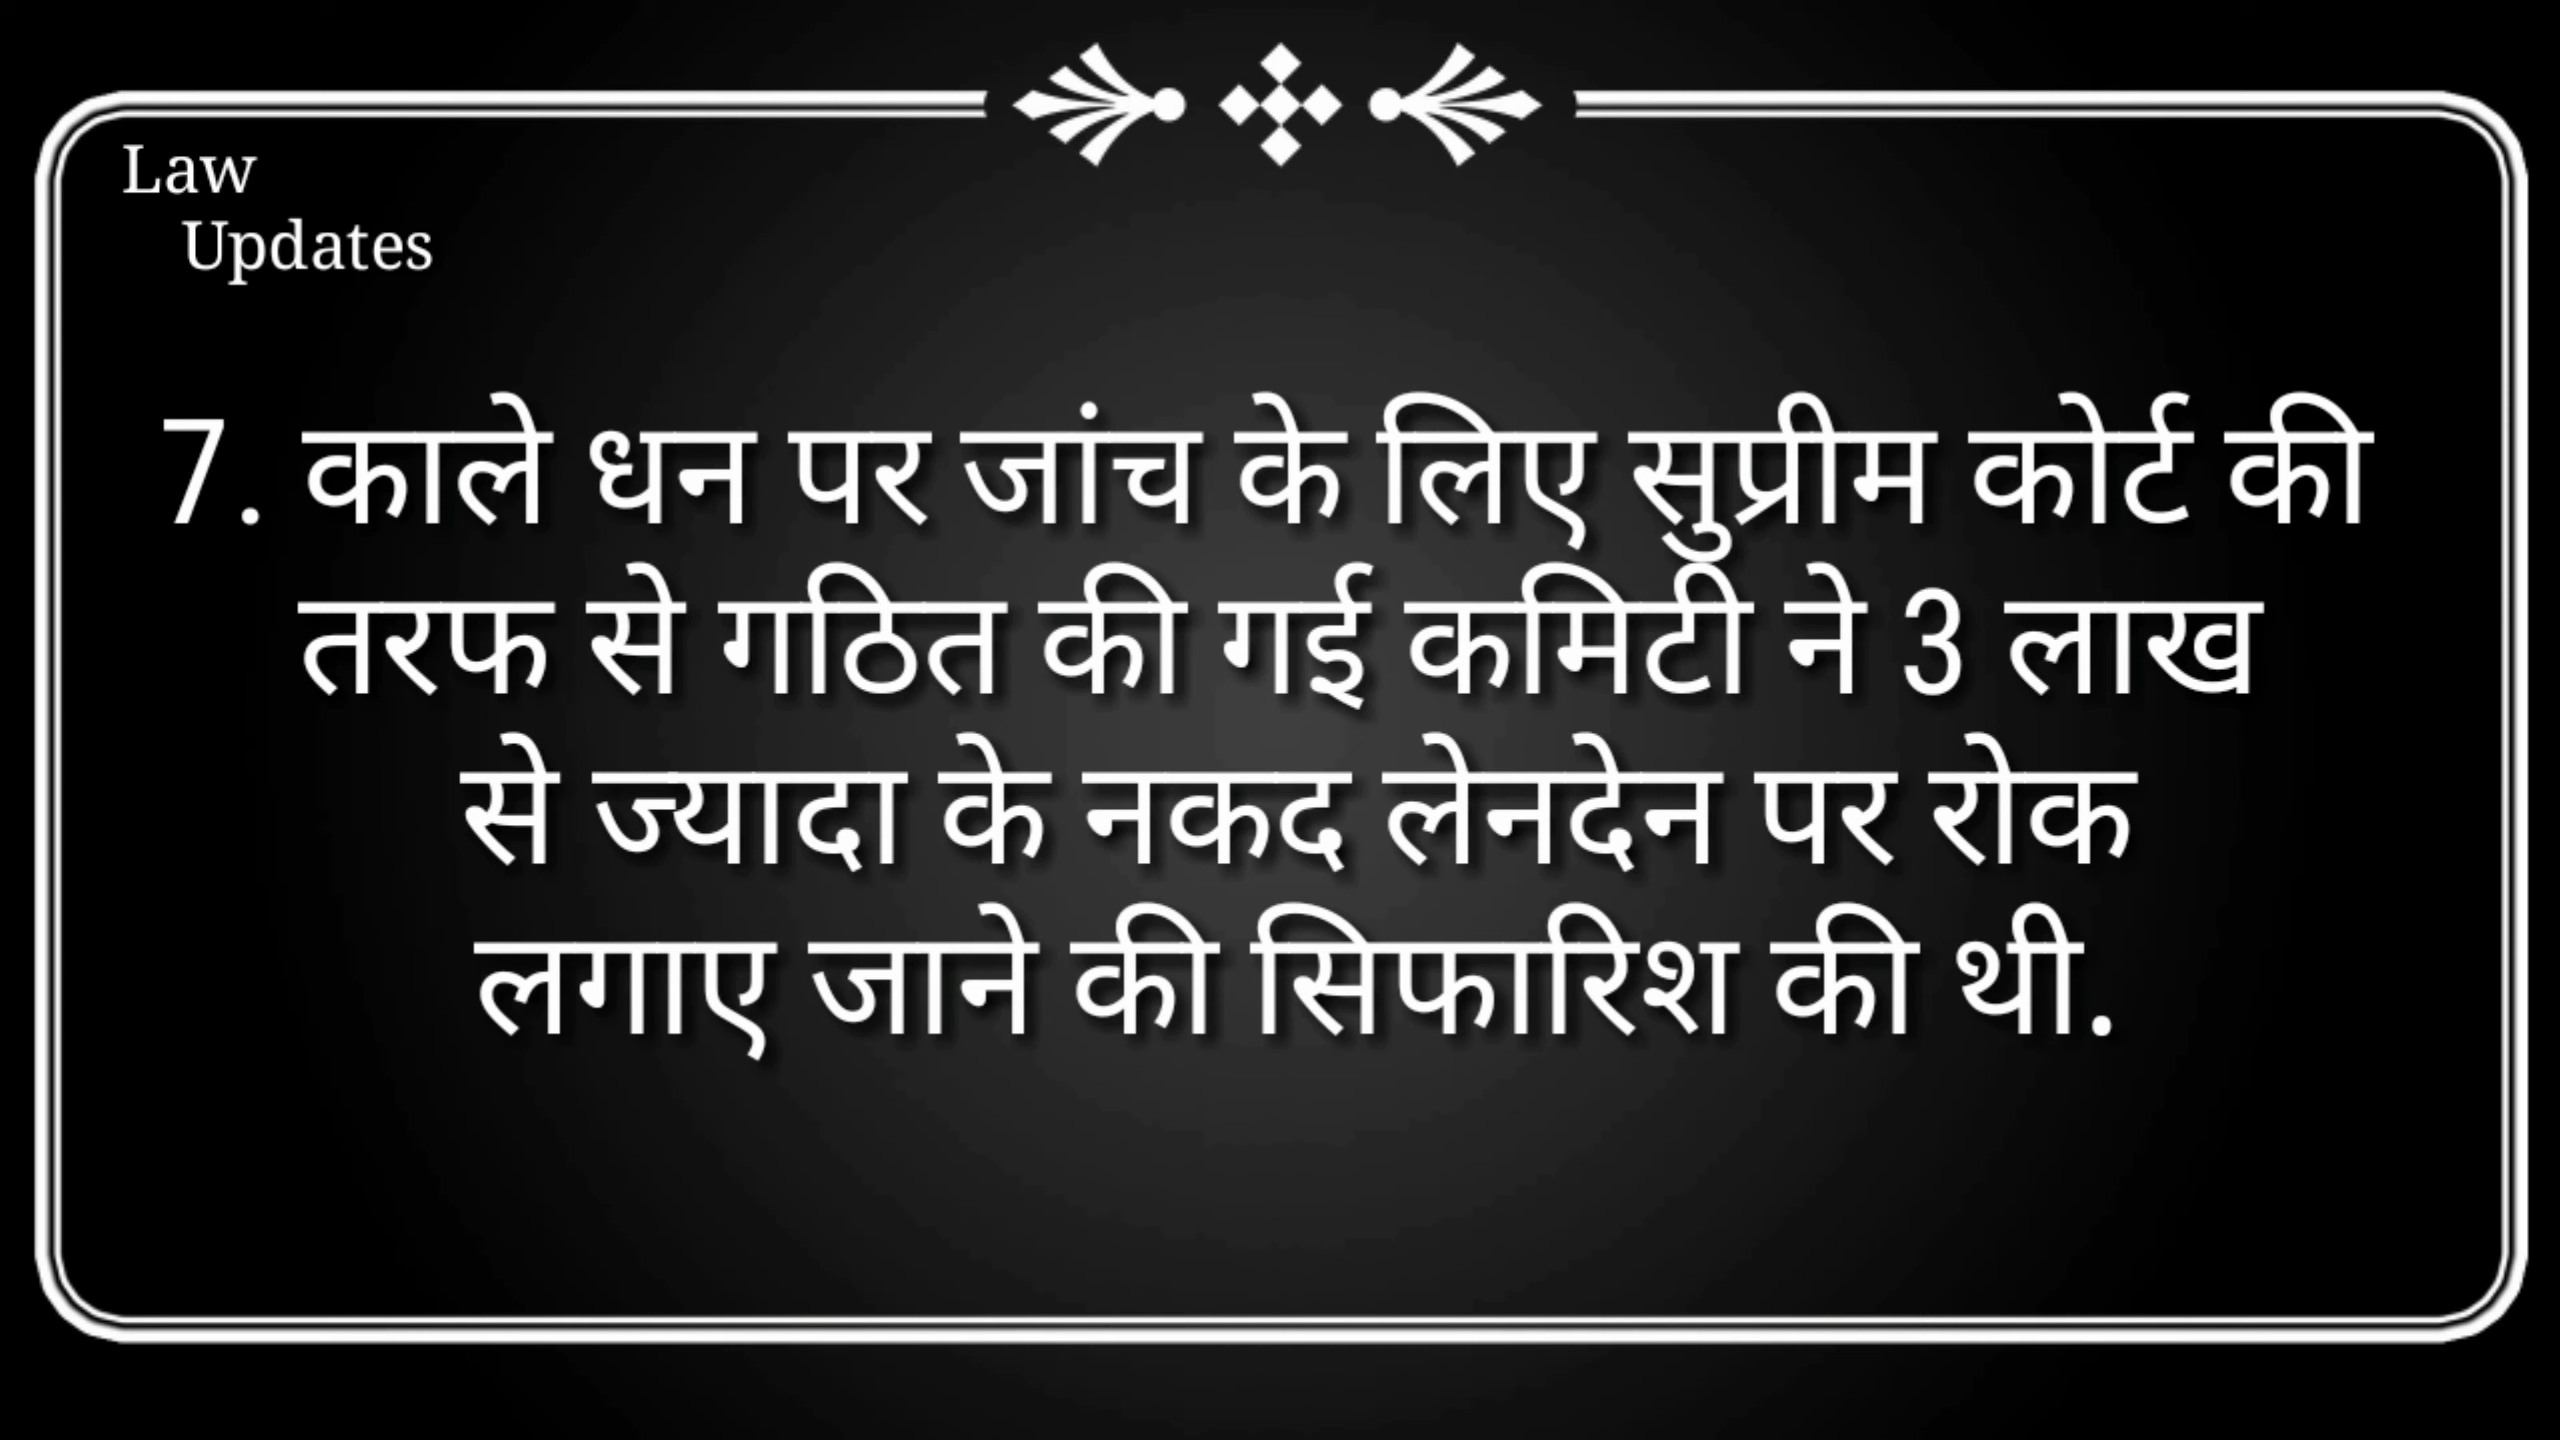 Law
Updates
7. काले धन पर जांच के लिए सुप्रीम कोर्ट की
तरफ से गठित की गई कमिटी ने 3 लाख
से ज्यादा के नकद लेनदेन पर रोक
लगाए जाने की सिफारिश की थी.